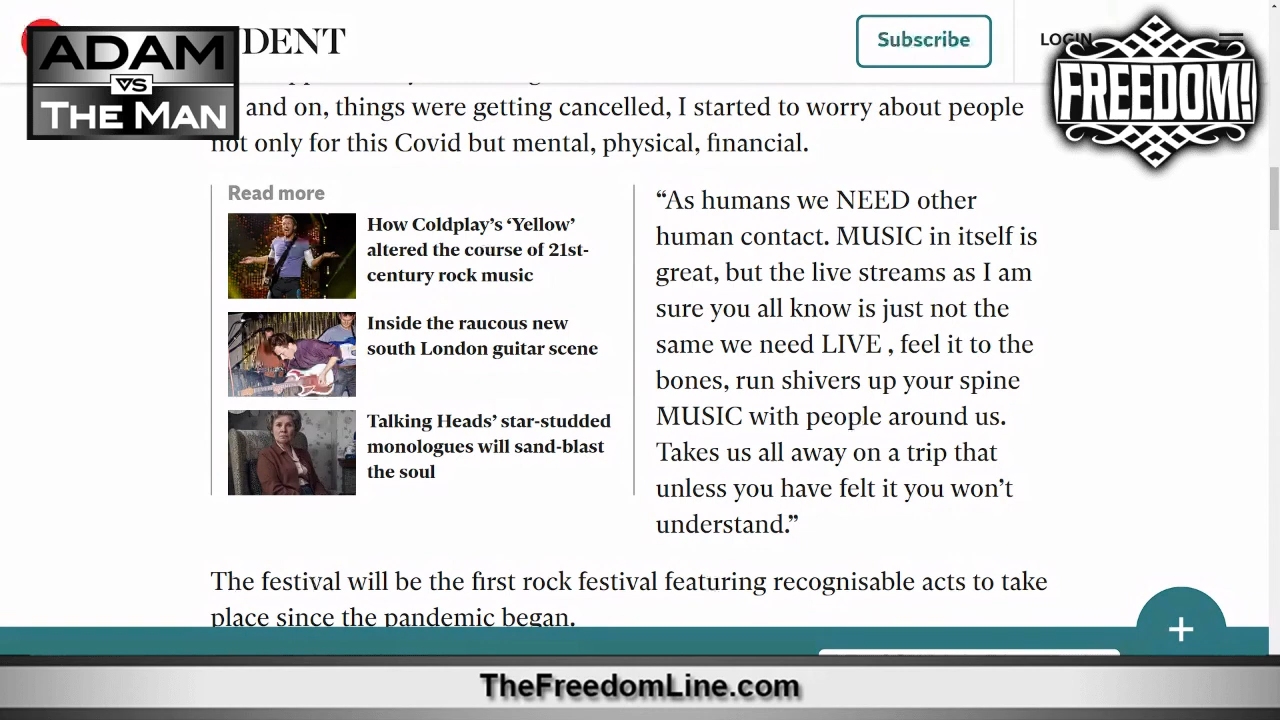 ADAM
VS
THE MAN
DENT
Subscribe
LOGIN
FREEDOM!
and on, things were getting cancelled, I started to worry about people
not only for this Covid but mental, physical, financial.
Read more
How Coldplay’s ‘Yellow’
altered the course of 21st-
century rock music
Inside the raucous new
south London guitar scene
Talking Heads’ star-studded
monologues will sand-blast
the soul
“As humans we NEED other
human contact. MUSIC in itself is
great, but the live streams as I am
sure you all know is just not the
same we need LIVE , feel it to the
bones, run shivers up your spine
MUSIC with people around us.
Takes us all away on a trip that
unless you have felt it you won’t
understand.”
The festival will be the first rock festival featuring recognisable acts to take
place since the pandemic began.
+
TheFreedomLine.com